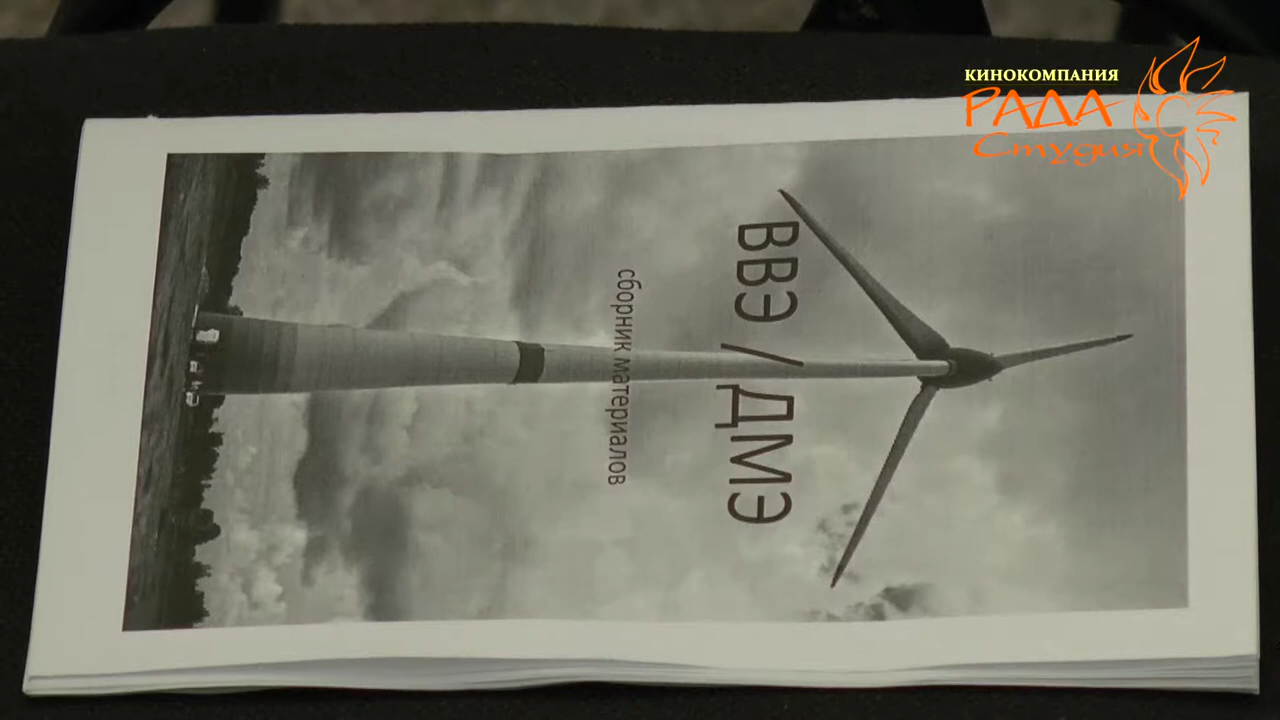 КИНОКОМПАНИЯ
РАДА
Студия
ВВЭ / ДМЭ
сборник материалов